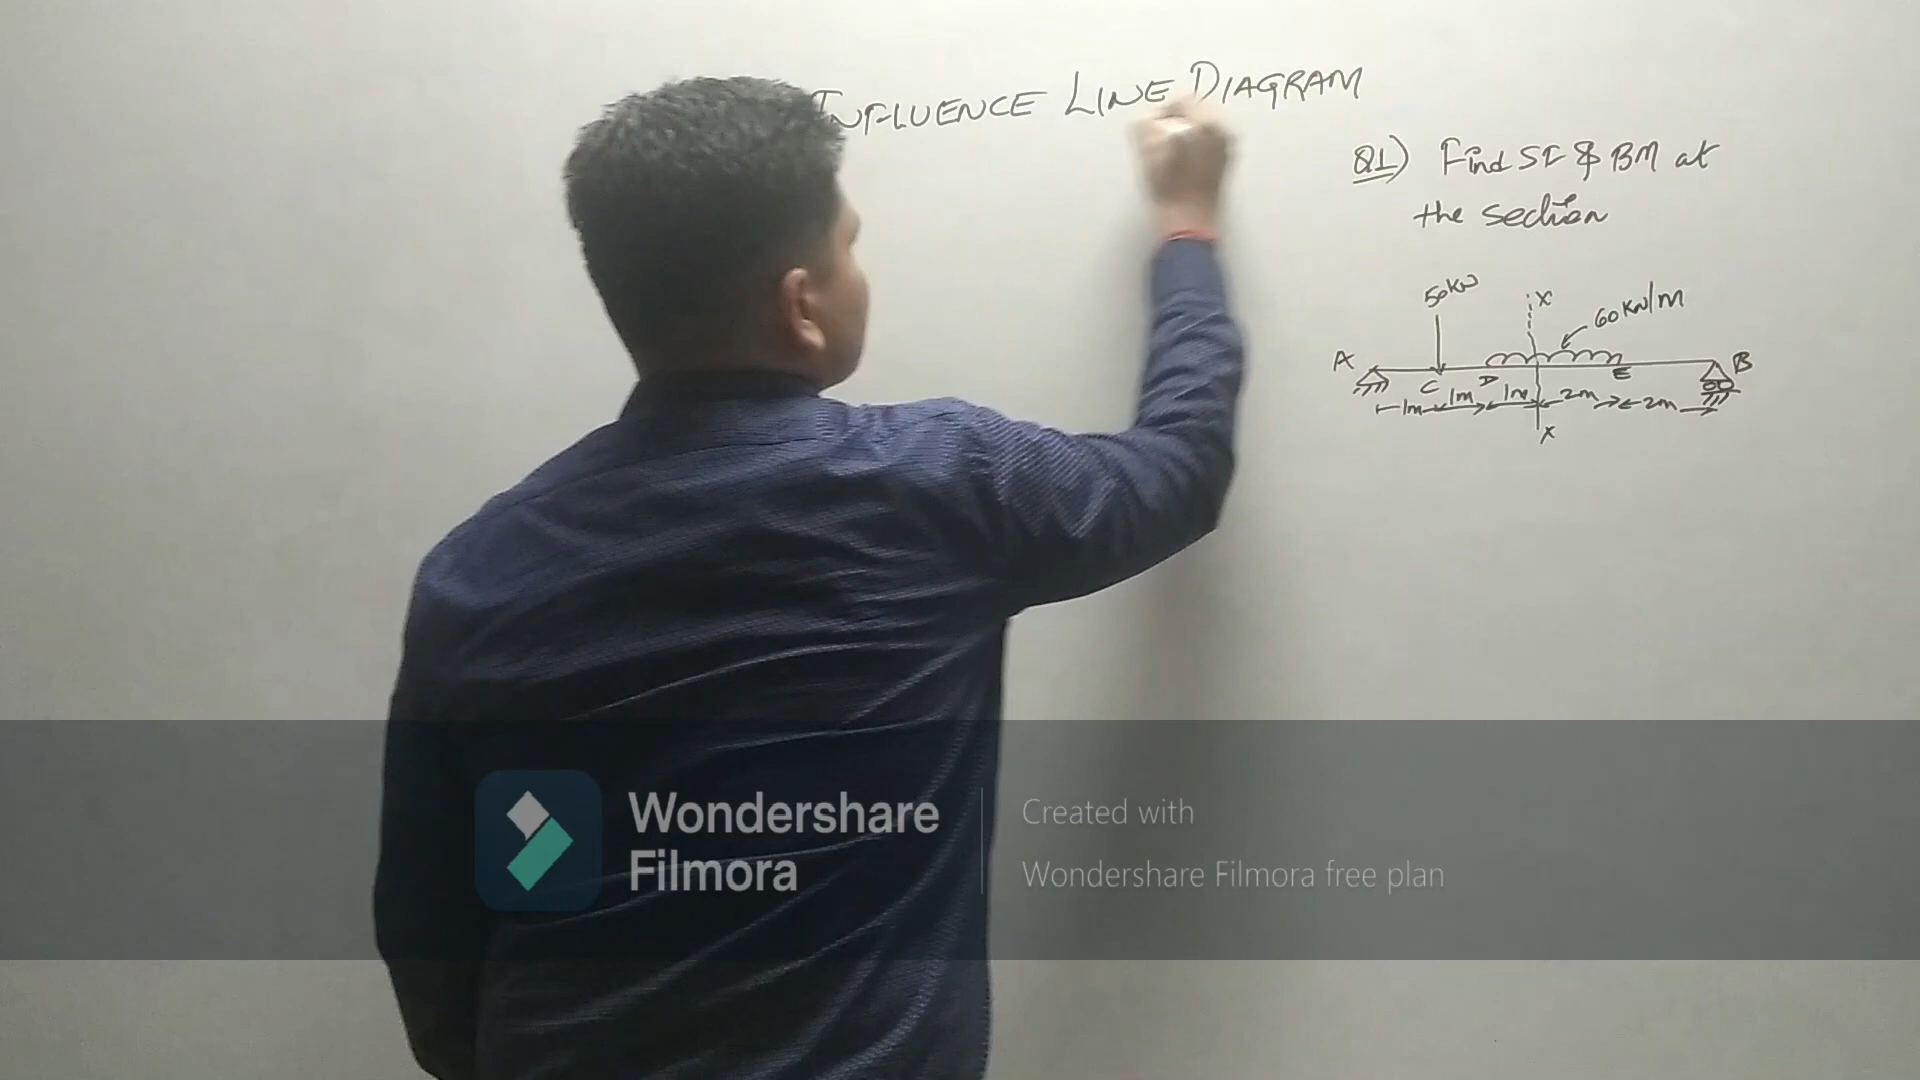 INFLUENCE LINE DIAGRAM
Q1) Find SF & BM at
the section
50KN
X
60KN/M
A
B
C
D
E
1m
1m
1m
2m
2m
X
Wondershare
Filmora
Created with
Wondershare Filmora free plan